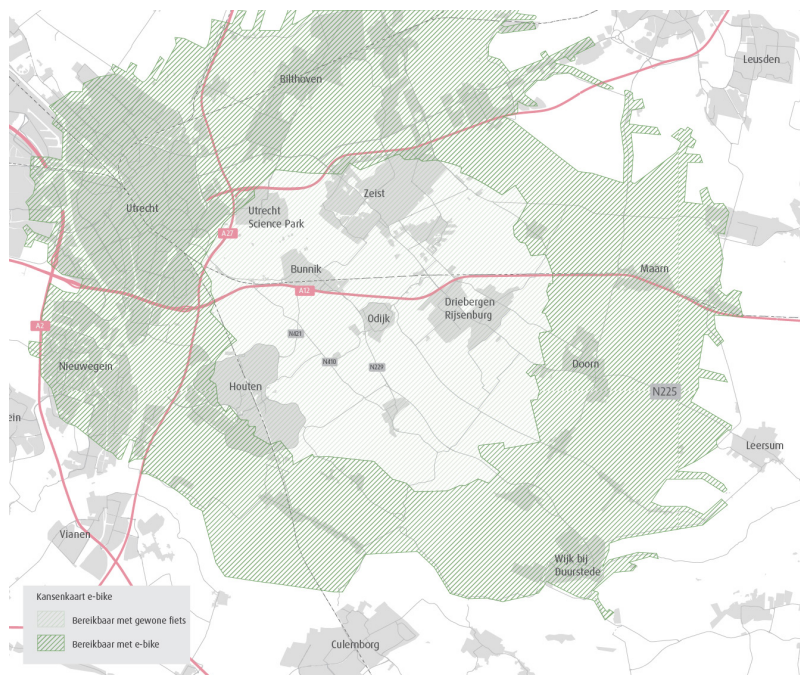 Leusden
Bilthoven
Zeist
Utrecht
Utrecht
Science Park
A27
Bunnik
Maarn
A12
Driebergen
Rijsenburg
Odijk
A2
N421
N410
N229
Nieuwegein
Houten
Doorn
N225
ein
Leersum
Vianen
Wijk bij
Duurstede
Culemborg
Kansenkaart e-bike
Bereikbaar met gewone fiets
Bereikbaar met e-bike